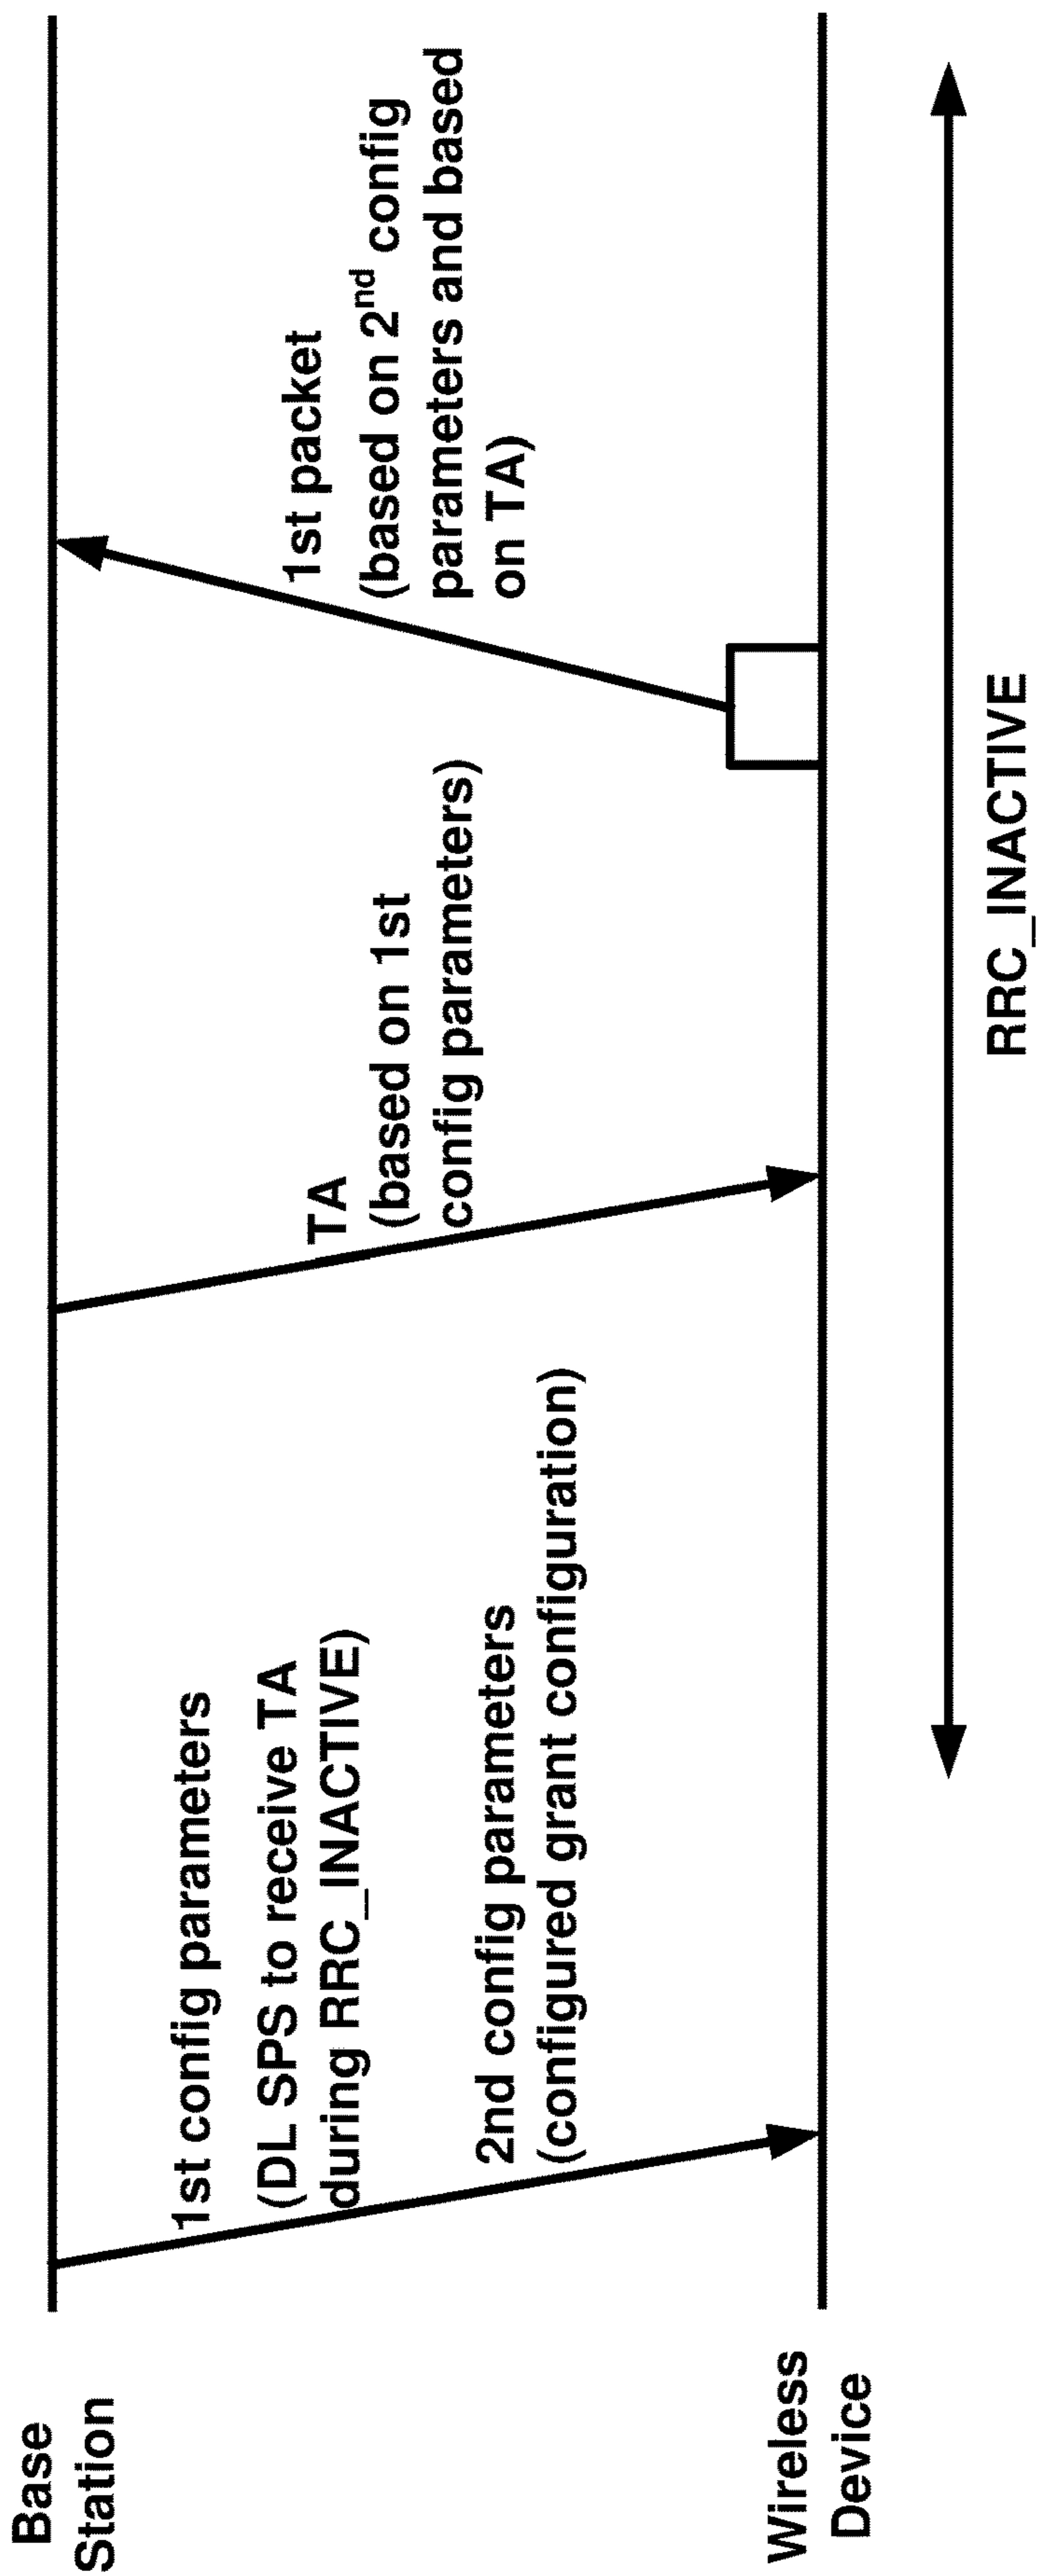 Base
Station
1st config parameters
(DL SPS to receive TA
during RRC_INACTIVE)
2nd config parameters
(configured grant configuration)
TA
(based on 1st
config parameters)
1st packet
(based on 2nd config
parameters and based
on TA)
Wireless
Device
RRC_INACTIVE